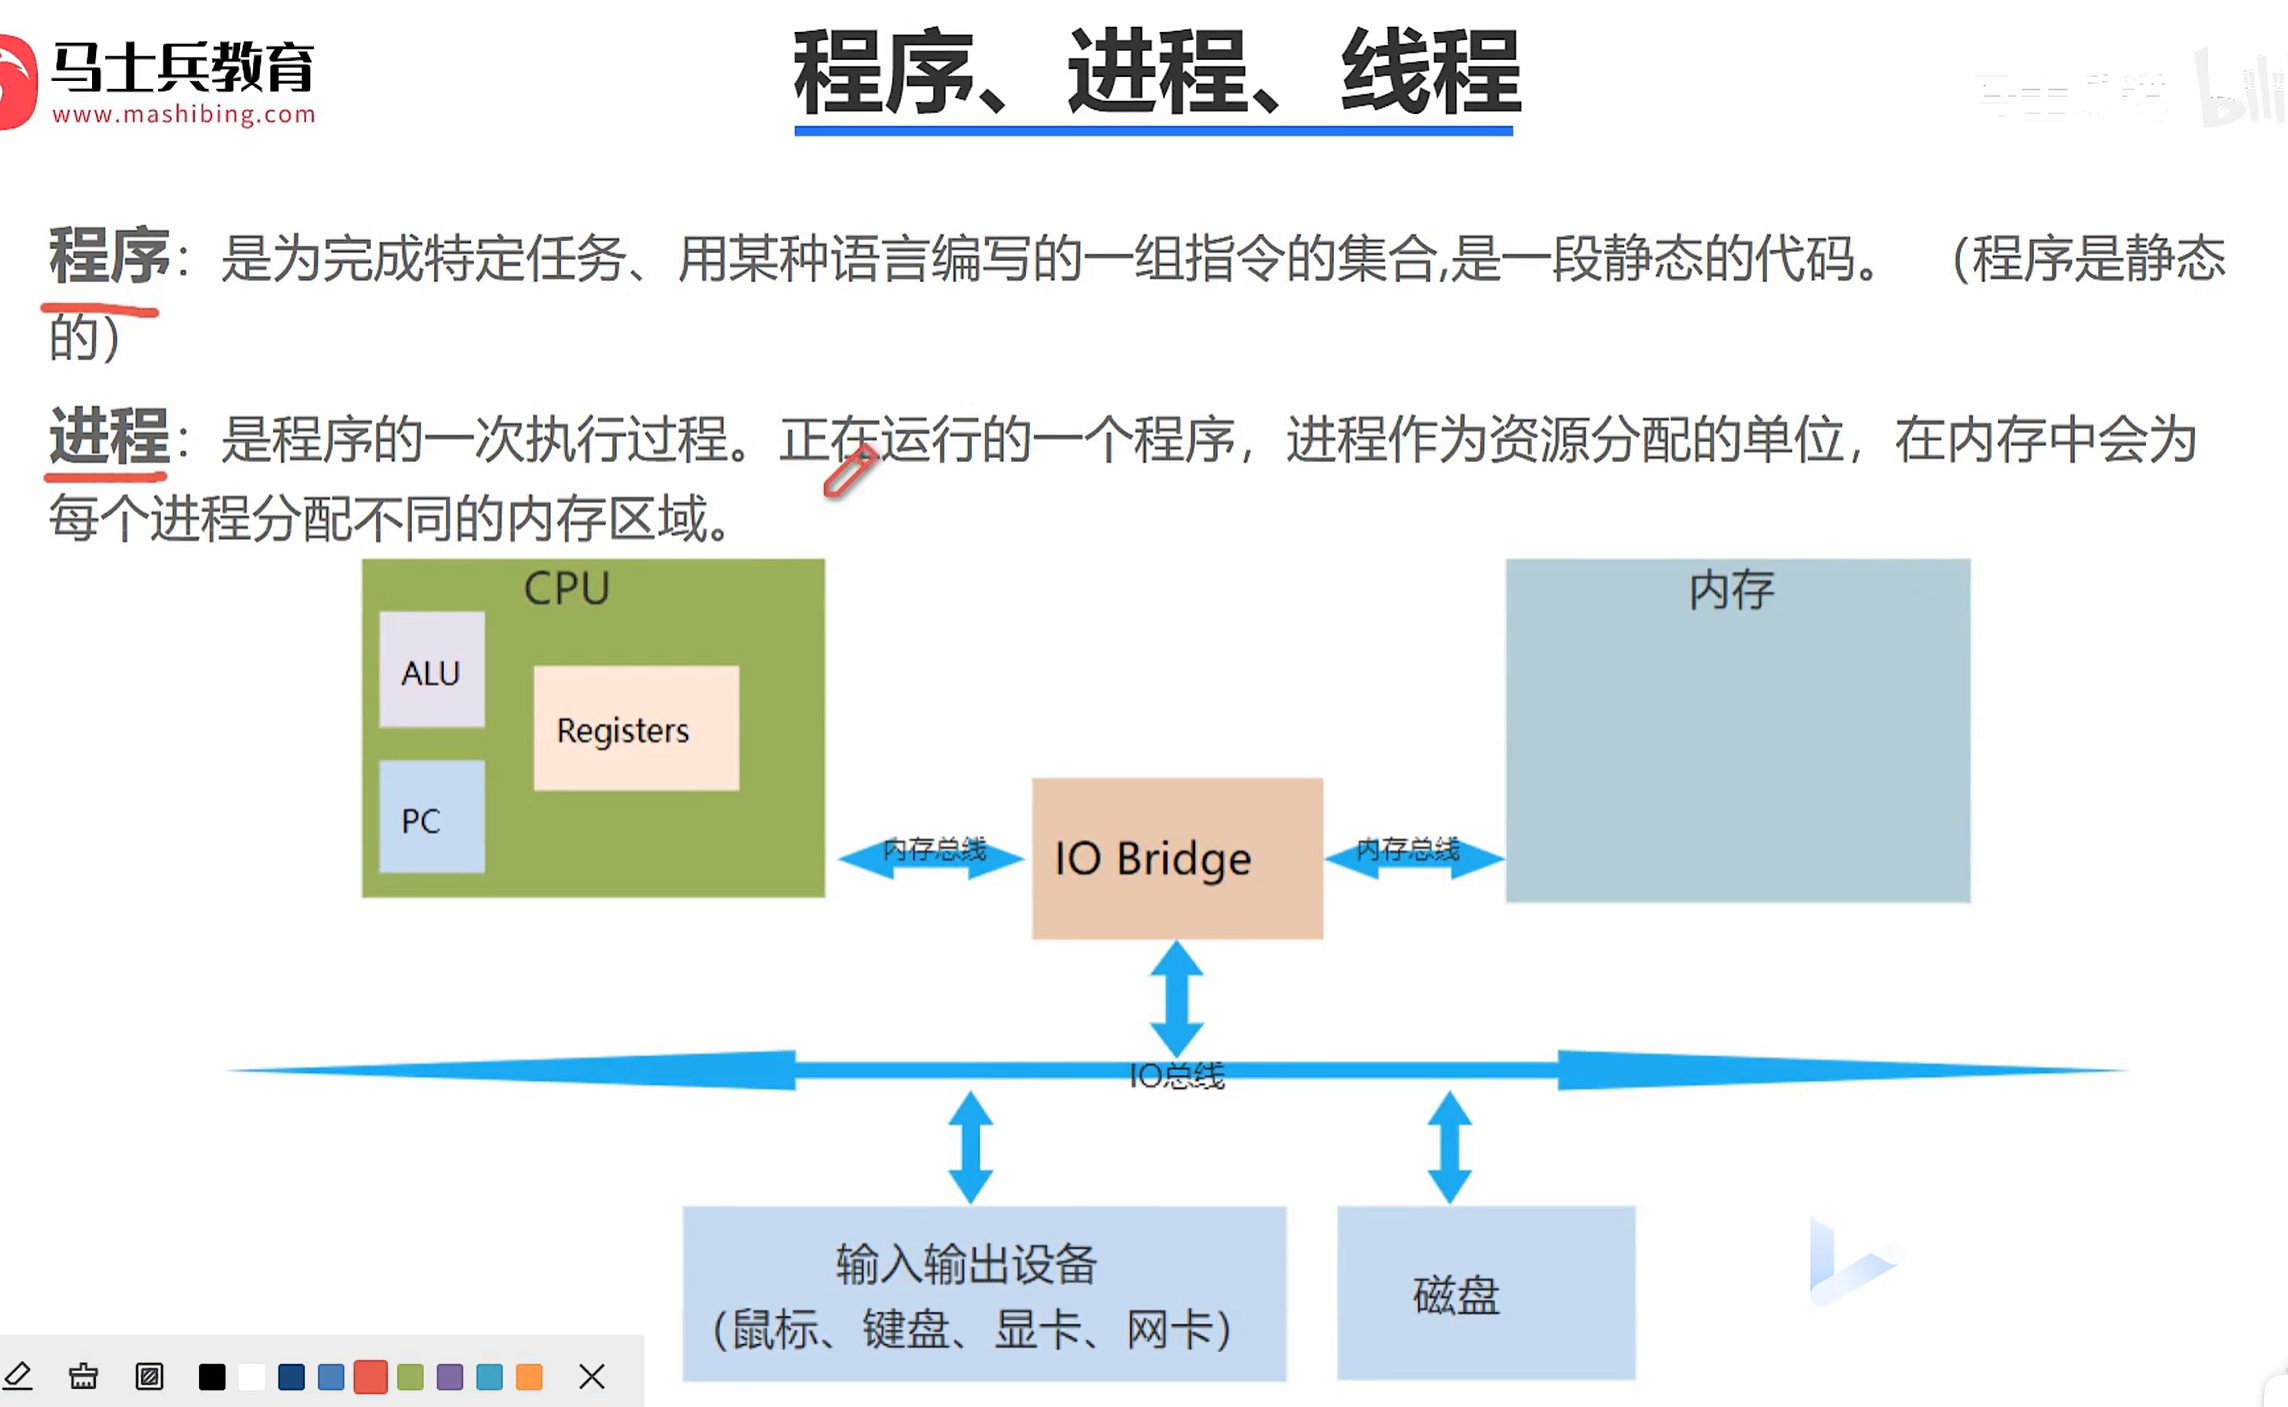 马士兵教育
www.mashibing.com
程序、进程、线程
程序：是为完成特定任务、用某种语言编写的一组指令的集合,是一段静态的代码。 （程序是静态
的）
进程：是程序的一次执行过程。正在运行的一个程序，进程作为资源分配的单位，在内存中会为
每个进程分配不同的内存区域。
CPU
内存
ALU
Registers
PC
内存总线
IO Bridge
内存总线
IO总线
输入输出设备
（鼠标、键盘、显卡、网卡）
磁盘